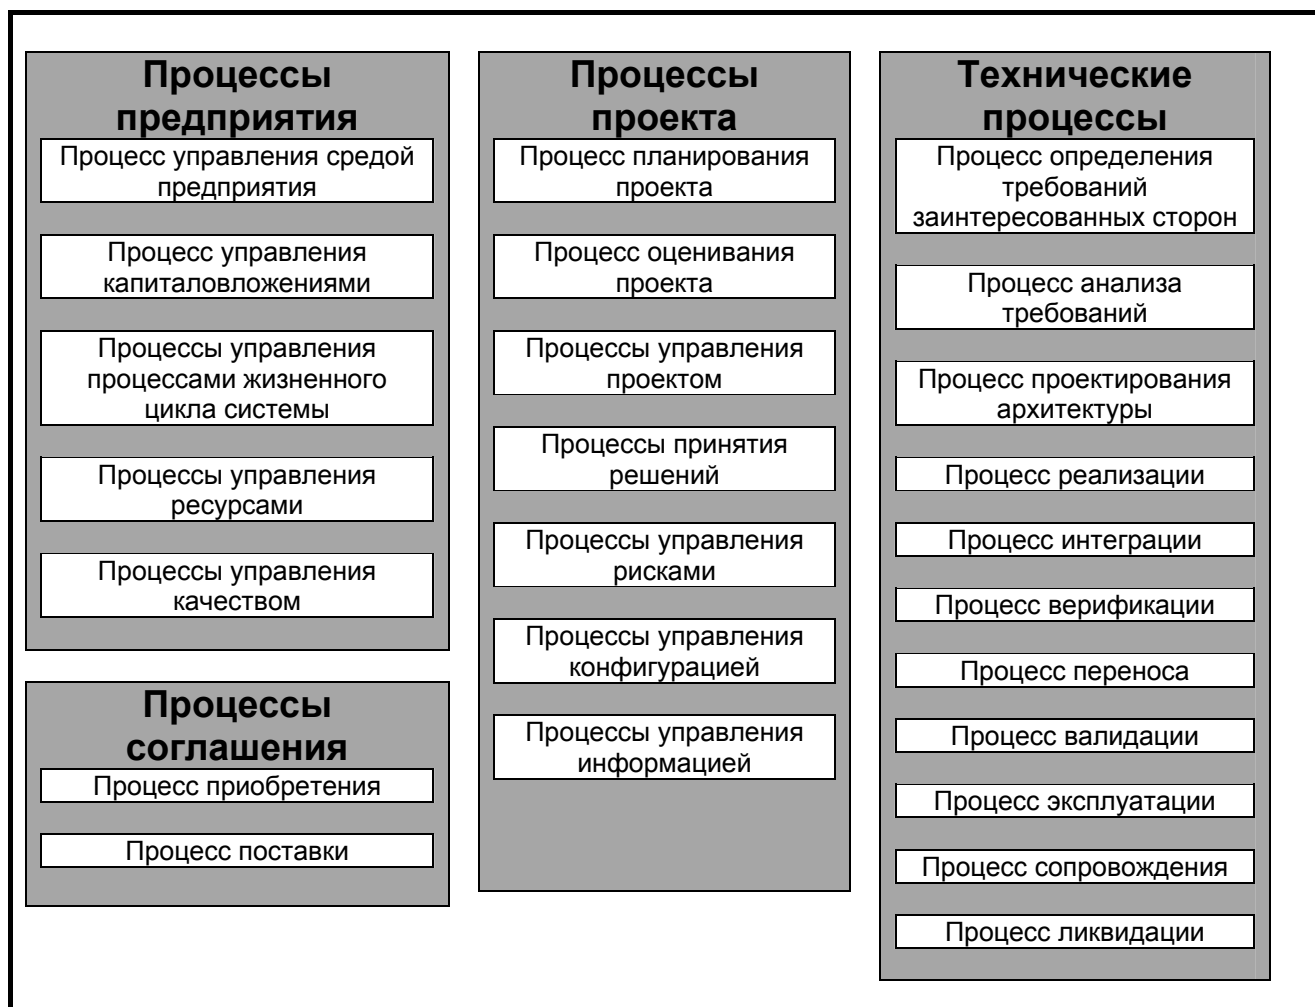 Процессы
предприятия
Процесс управления средой
предприятия
Процесс управления
капиталовложениями
Процессы управления
процессами жизненного
цикла системы
Процессы управления
ресурсами
Процессы управления
качеством
Процессы
соглашения
Процесс приобретения
Процесс поставки
Процессы
проекта
Процесс планирования
проекта
Процесс оценивания
проекта
Процессы управления
проектом
Процессы принятия
решений
Процессы управления
рисками
Процессы управления
конфигурацией
Процессы управления
информацией
Технические
процессы
Процесс определения
требований
заинтересованных сторон
Процесс анализа
требований
Процесс проектирования
архитектуры
Процесс реализации
Процесс интеграции
Процесс верификации
Процесс переноса
Процесс валидации
Процесс эксплуатации
Процесс сопровождения
Процесс ликвидации